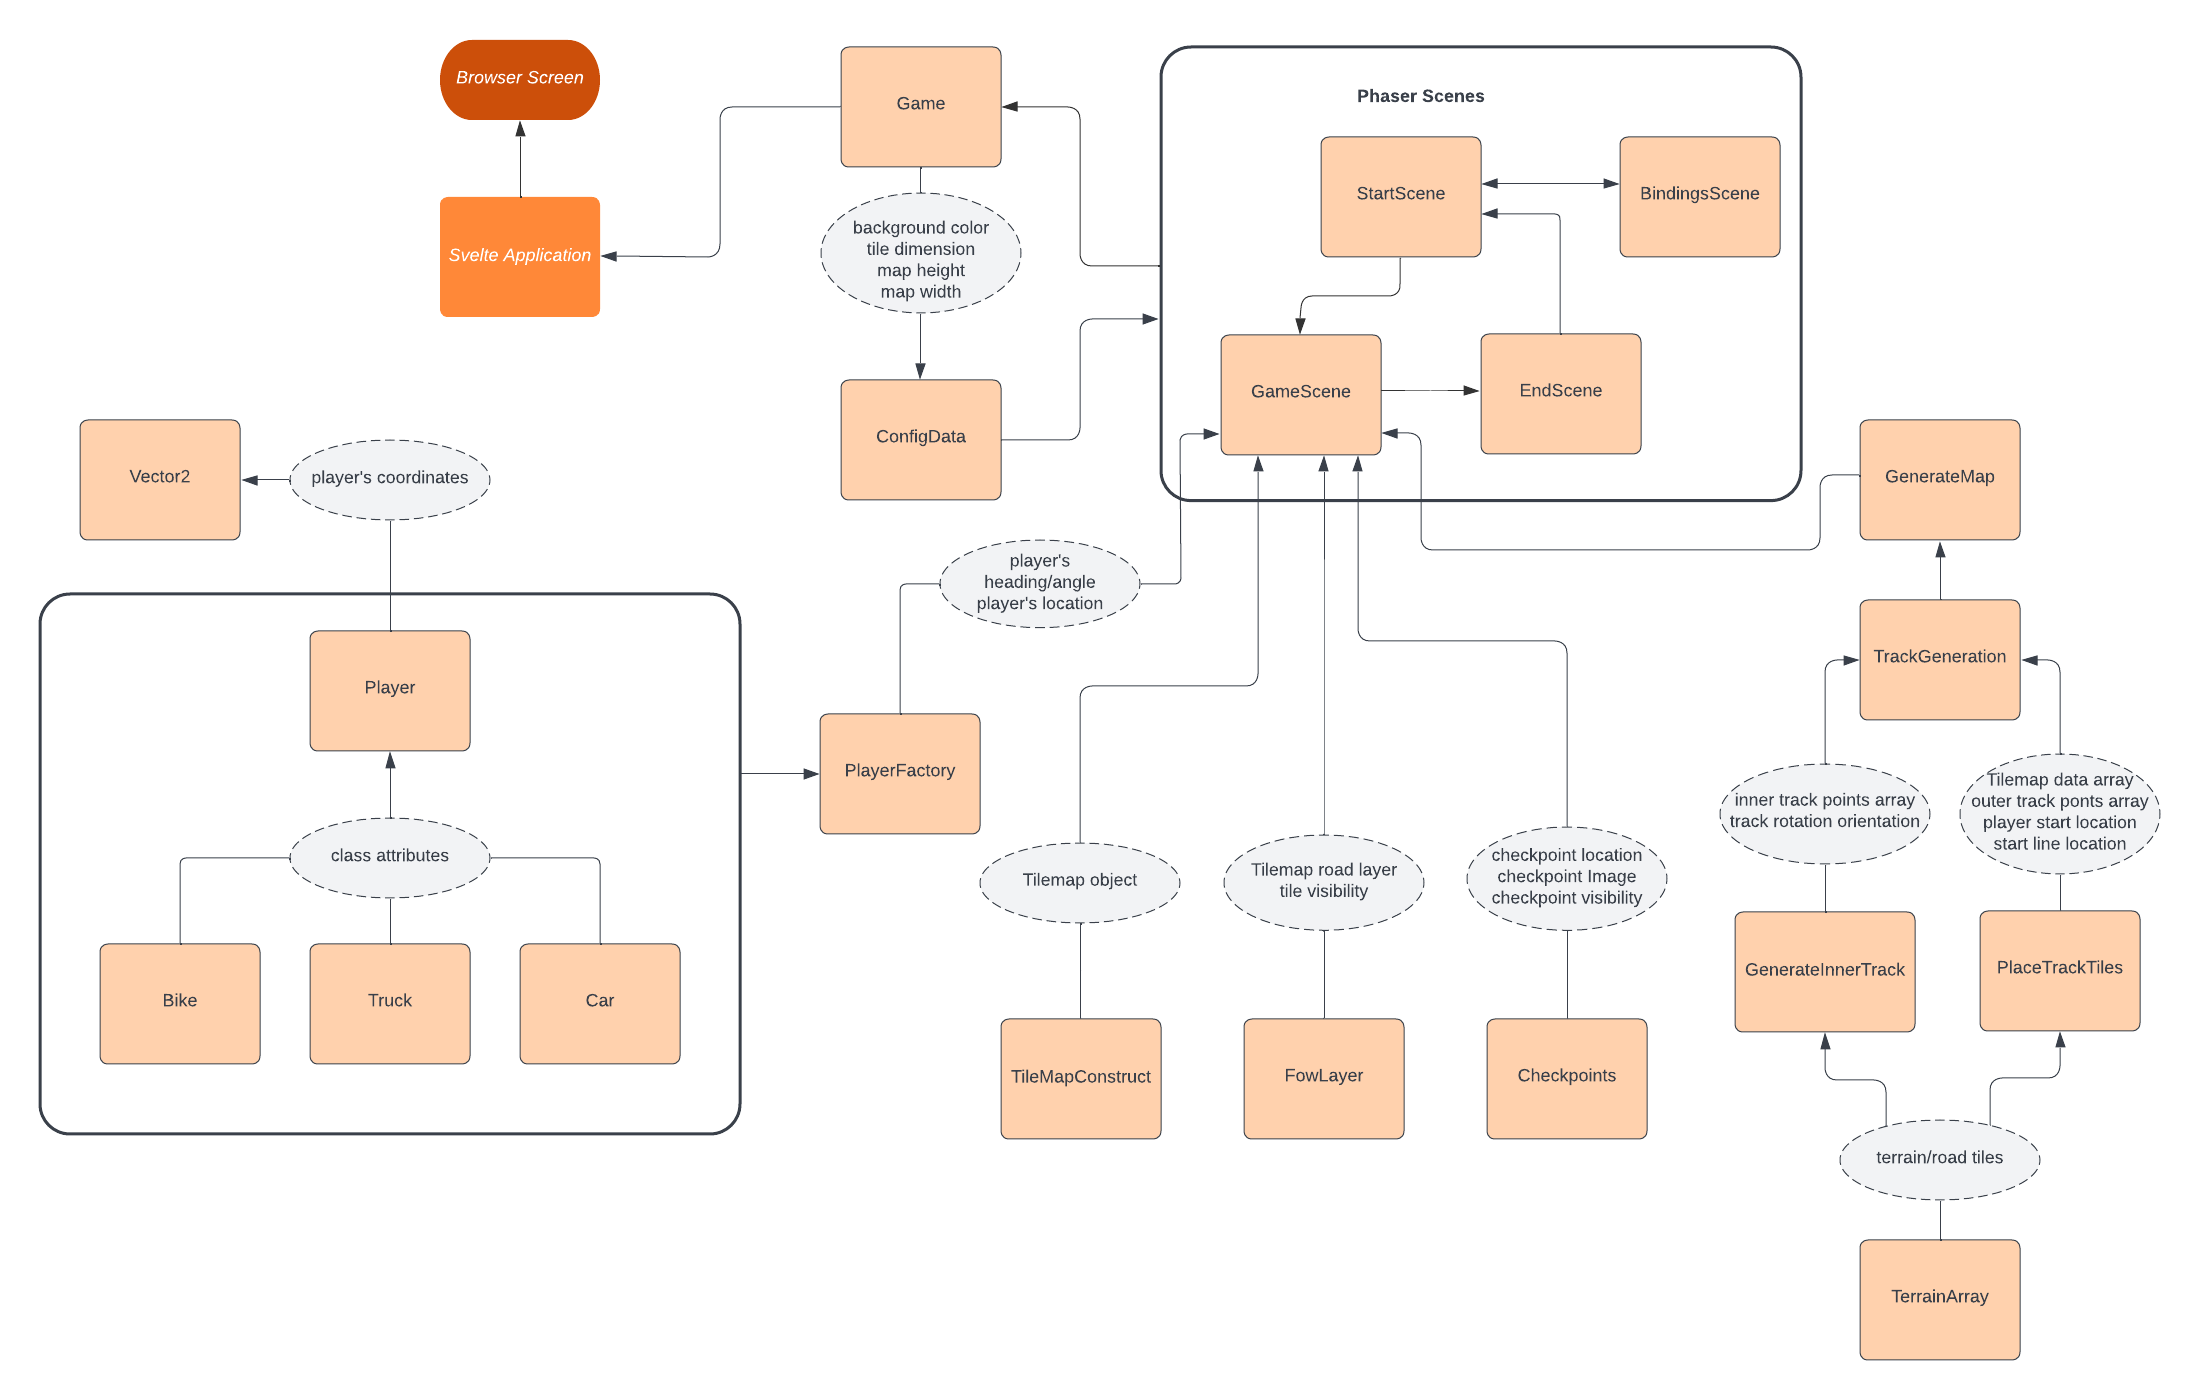 Browser Screen
Svelte Application
Game
background color
tile dimension
map height
map width
ConfigData
Phaser Scenes
StartScene
BindingsScene
GameScene
EndScene
Vector2
player's coordinates
Player
class attributes
Bike
Truck
Car
PlayerFactory
player's
heading/angle
player's location
Tilemap object
TileMapConstruct
Tilemap road layer
tile visibility
FowLayer
checkpoint location
checkpoint Image
checkpoint visibility
Checkpoints
GenerateMap
TrackGeneration
inner track points array
track rotation orientation
Tilemap data array
outer track ponts array
player start location
start line location
GenerateInnerTrack
PlaceTrackTiles
terrain/road tiles
TerrainArray